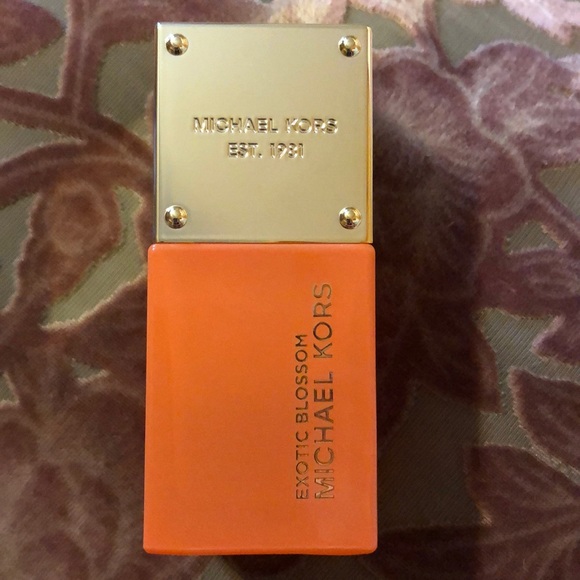 MICHAEL KORS
EST. 1981
EXOTIC BLOSSOM
MICHAEL KORS